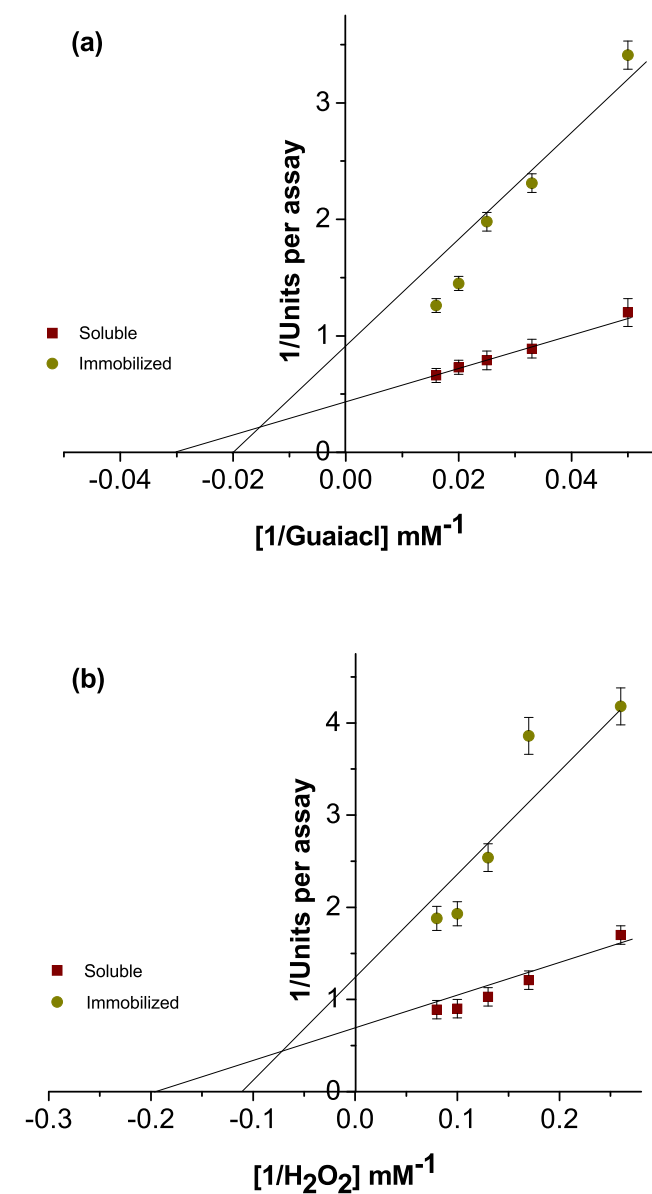 (a)
1/Units per assay
3
2
1
0
Soluble
Immobilized
-0.04
-0.02
0.00
0.02
0.04
[1/Guaiacl] mM-1
(b)
1/Units per assay
4
3
2
1
0
Soluble
Immobilized
-0.3
-0.2
-0.1
0.0
0.1
0.2
[1/H2O2] mM-1